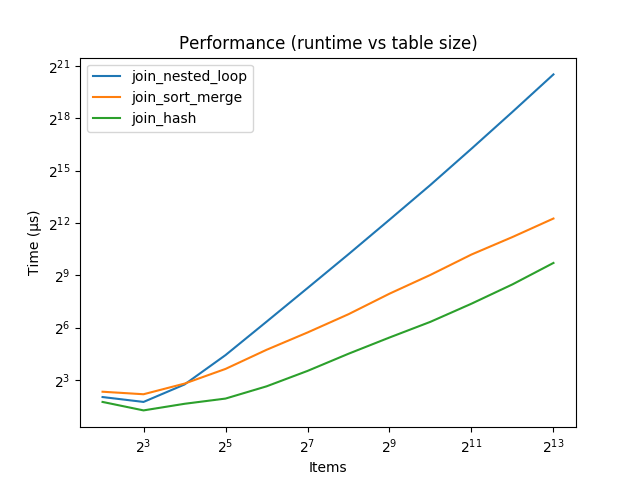 Performance (runtime vs table size)
join_nested_loop
join_sort_merge
join_hash
Time (μs)
2^21
2^18
2^15
2^12
2^9
2^6
2^3
2^3 2^5 2^7 2^9 2^11 2^13
Items